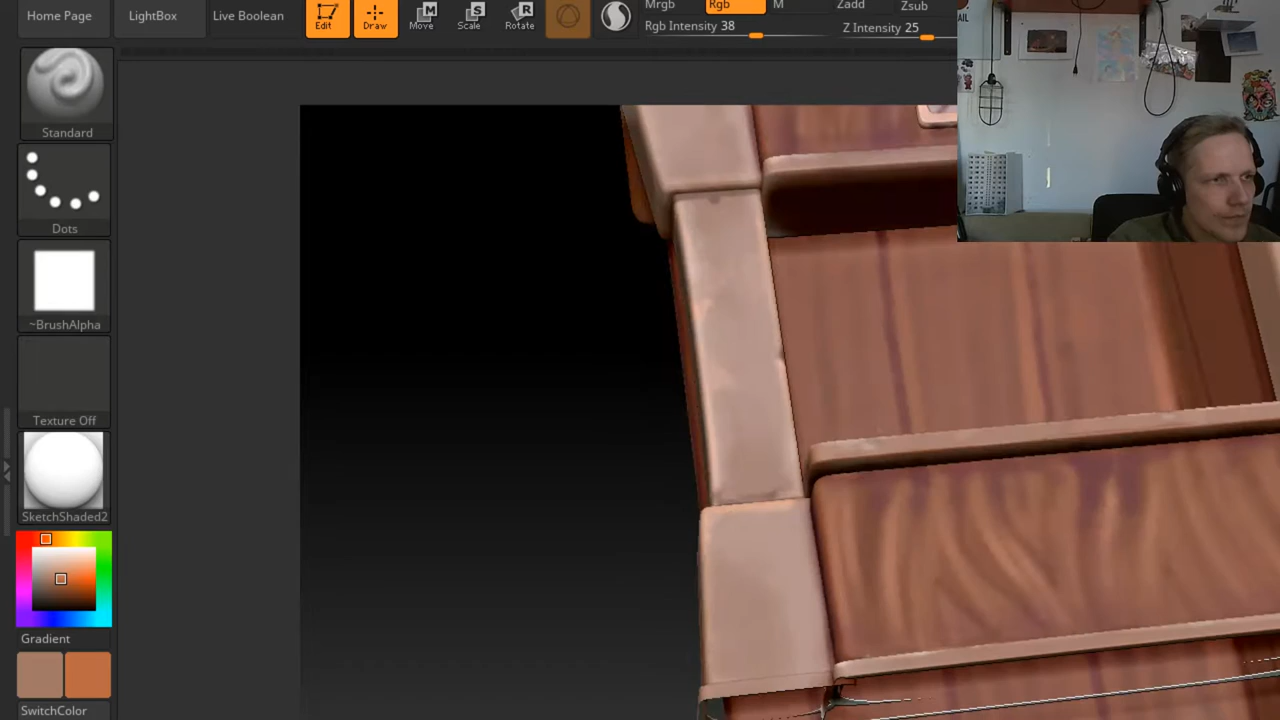 Home Page
LightBox
Live Boolean
Edit
Draw
Move
Scale
Rotate
Mrgb
Rgb
M
Zadd
Zsub
Rgb Intensity 38
Z Intensity 25
Standard
Dots
~BrushAlpha
Texture Off
SketchShaded2
Gradient
SwitchColor